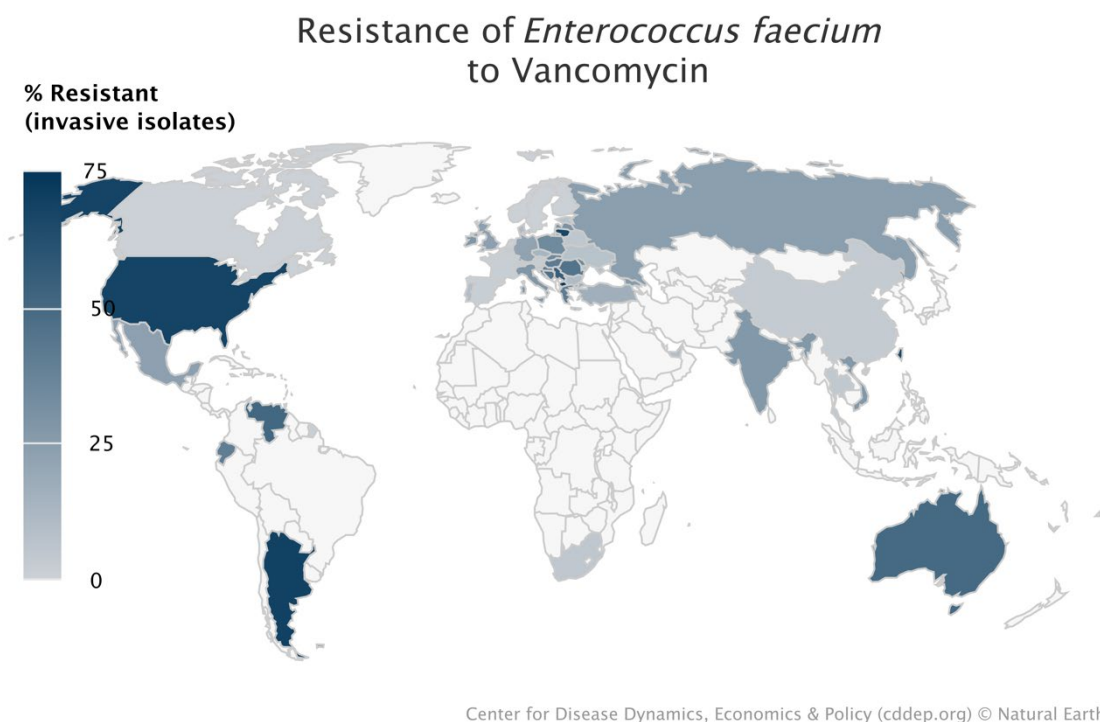 Resistance of Enterococcus faecium
to Vancomycin
% Resistant
(invasive isolates)
75
50
25
0
Center for Disease Dynamics, Economics & Policy (cddep.org) © Natural Earth